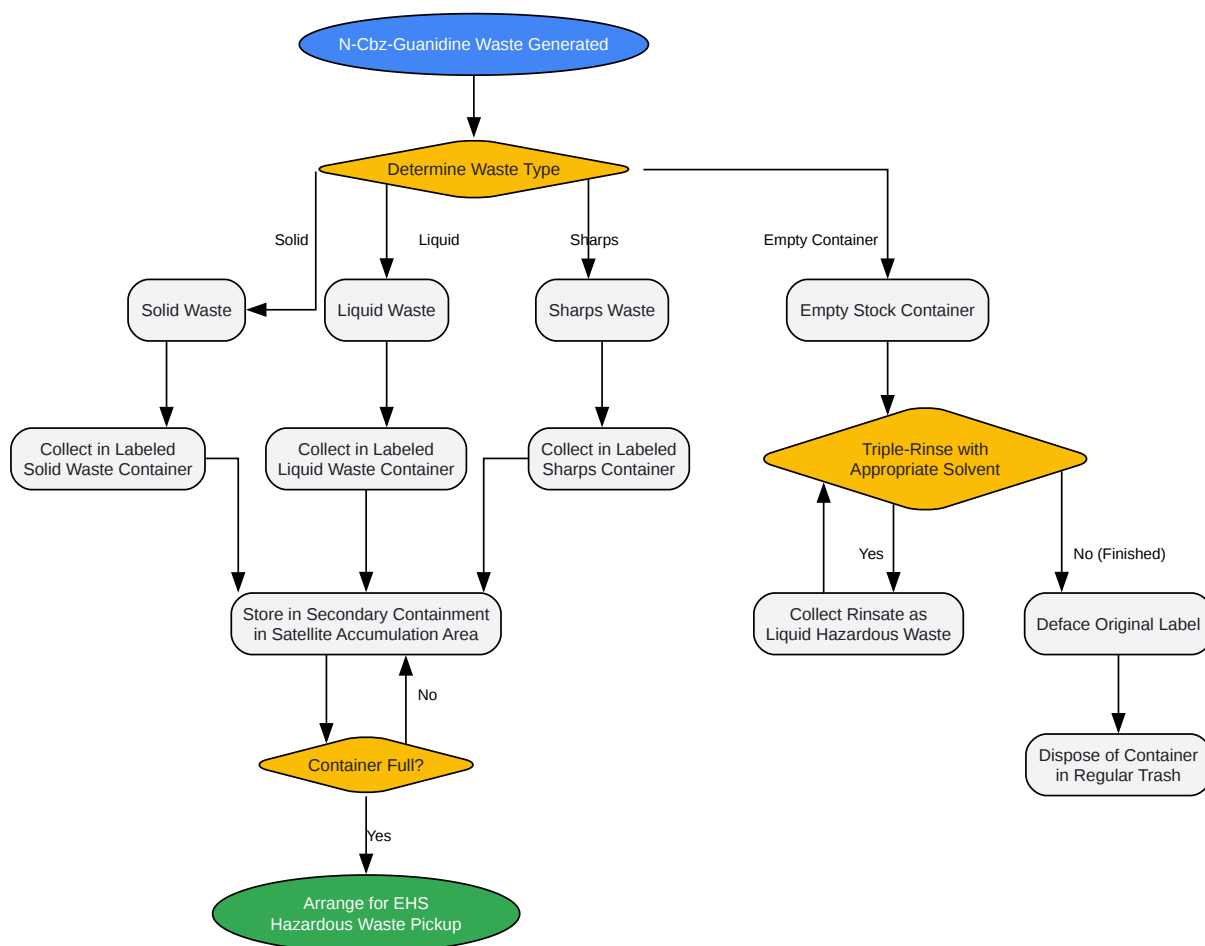 N-Cbz-Guanidine Waste Generated
Determine Waste Type
Solid
Liquid
Sharps
Empty Container
Solid Waste
Liquid Waste
Sharps Waste
Empty Stock Container
Collect in Labeled
Solid Waste Container
Collect in Labeled
Liquid Waste Container
Collect in Labeled
Sharps Container
Triple-Rinse with
Appropriate Solvent
Yes
No (Finished)
Store in Secondary Containment
in Satellite Accumulation Area
Collect Rinsate as
Liquid Hazardous Waste
Deface Original Label
No
Container Full?
Dispose of Container
in Regular Trash
Yes
Arrange for EHS
Hazardous Waste Pickup